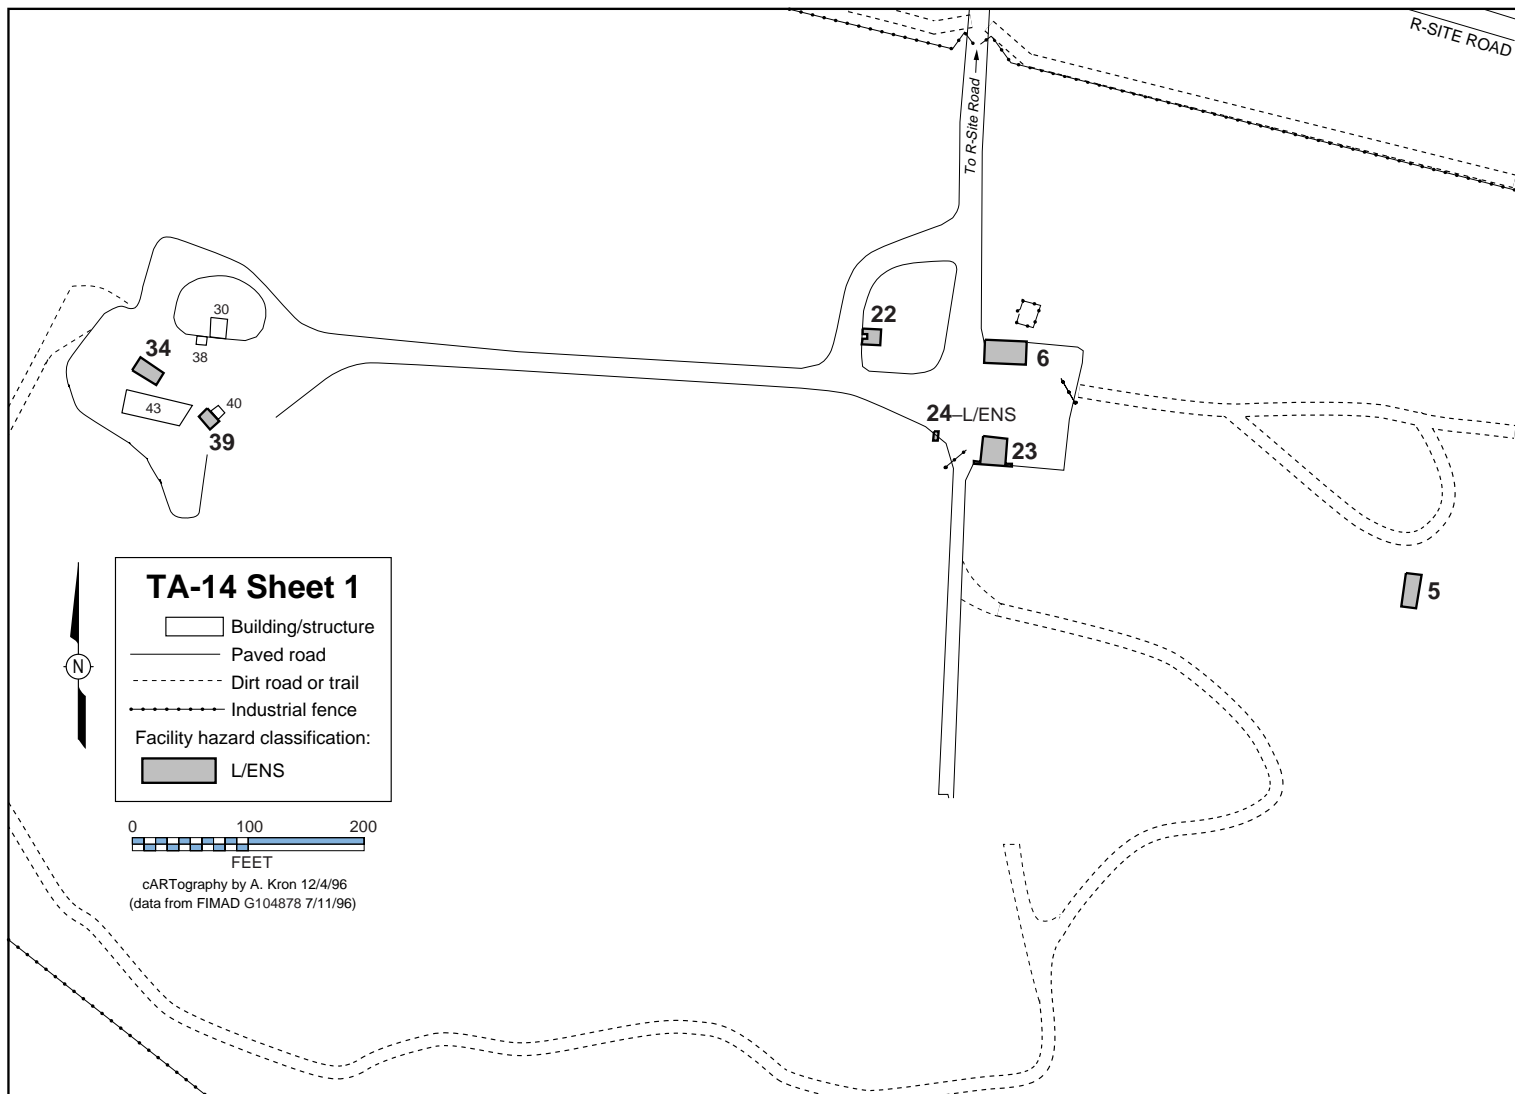 R-SITE ROAD
To R-Site Road
30
38
34
43
40
39
22
6
24–L/ENS
23
5
TA-14 Sheet 1
Building/structure
Paved road
Dirt road or trail
Industrial fence
Facility hazard classification:
L/ENS
N
0 100 200
FEET
cARTography by A. Kron 12/4/96
(data from FIMAD G104878 7/11/96)